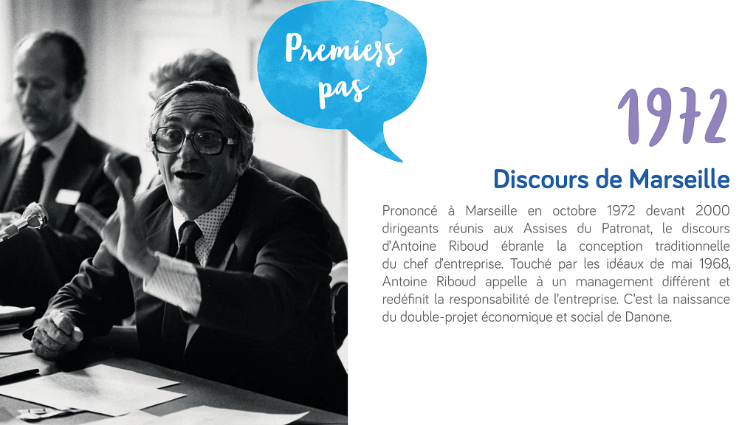 Premiers
pas
1972
Discours de Marseille
Prononcé à Marseille en octobre 1972 devant 2000
dirigeants réunis aux Assises du Patronat, le discours
d'Antoine Riboud ébranle la conception traditionnelle
du chef d'entreprise. Touché par les idéaux de mai 1968,
Antoine Riboud appelle à un management différent et
redéfinit la responsabilité de l'entreprise. C'est la naissance
du double-projet économique et social de Danone.